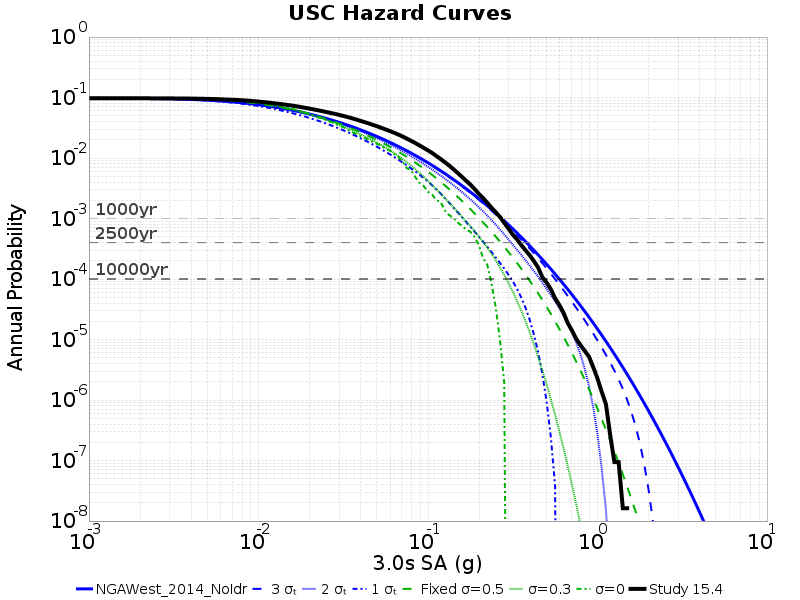 USC Hazard Curves
10^0
10^-1
10^-2
10^-3
10^-4
10^-5
10^-6
10^-7
10^-8
Annual Probability
1000yr
2500yr
10000yr
10^-3 10^-2 10^-1 10^0 10^1
3.0s SA (g)
NGAWest_2014_NoIdr 3 σₜ 2 σₜ 1 σₜ Fixed σ=0.5 σ=0.3 σ=0 Study 15.4